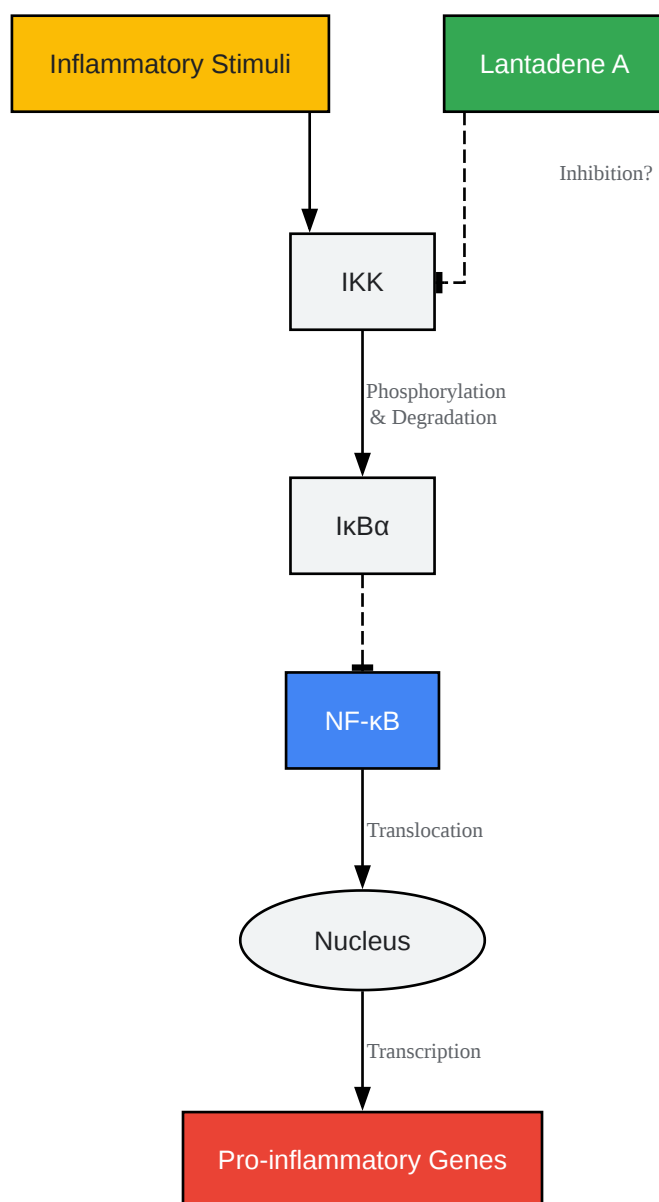 Inflammatory Stimuli
Lantadene A
Inhibition?
IKK
Phosphorylation
& Degradation
IκBα
NF-κB
Translocation
Nucleus
Transcription
Pro-inflammatory Genes